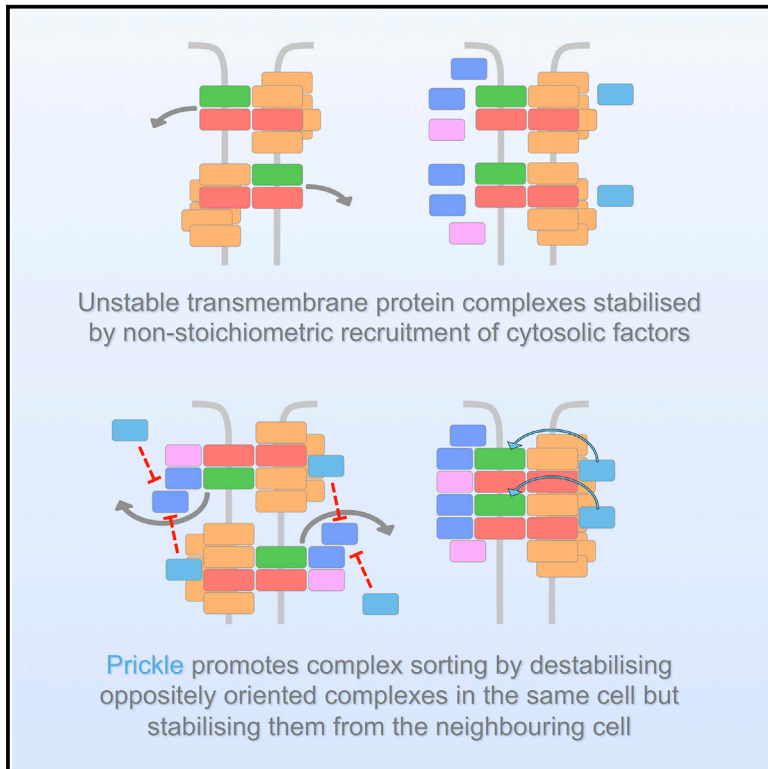 Unstable transmembrane protein complexes stabilised
by non-stoichiometric recruitment of cytosolic factors
Prickle promotes complex sorting by destabilising
oppositely oriented complexes in the same cell but
stabilising them from the neighbouring cell